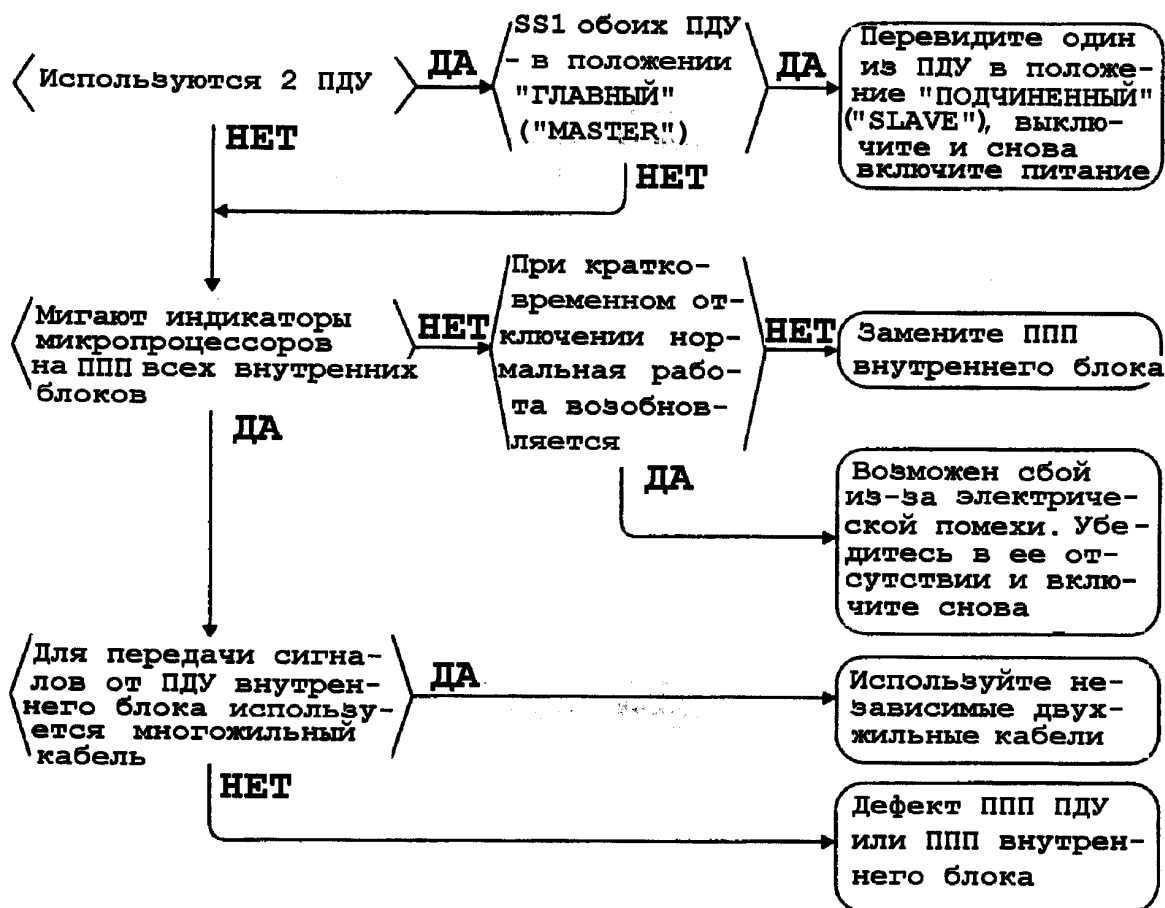 Используются 2 ПДУ
ДА
SS1 обоих ПДУ
- в положении
"ГЛАВНЫЙ"
("MASTER")
ДА
Перевидите один
из ПДУ в положе-
ние "ПОДЧИНЕННЫЙ"
("SLAVE"), выклю-
чите и снова
включите питание
НЕТ
НЕТ
Мигают индикаторы
микропроцессоров
на ППП всех внутренних
блоков
НЕТ
При кратко-
временном от-
ключении нор-
мальная рабо-
та возобнов-
ляется
НЕТ
Замените ППП
внутреннего блока
ДА
ДА
Возможен сбой
из-за электриче-
ской помехи. Убе-
дитесь в ее от-
сутствии и вклю-
чите снова
Для передачи сигна-
лов от ПДУ внутрен-
него блока использу-
ется многожильный
кабель
ДА
Используйте не-
зависимые двух-
жильные кабели
НЕТ
Дефект ППП ПДУ
или ППП внутрен-
него блока